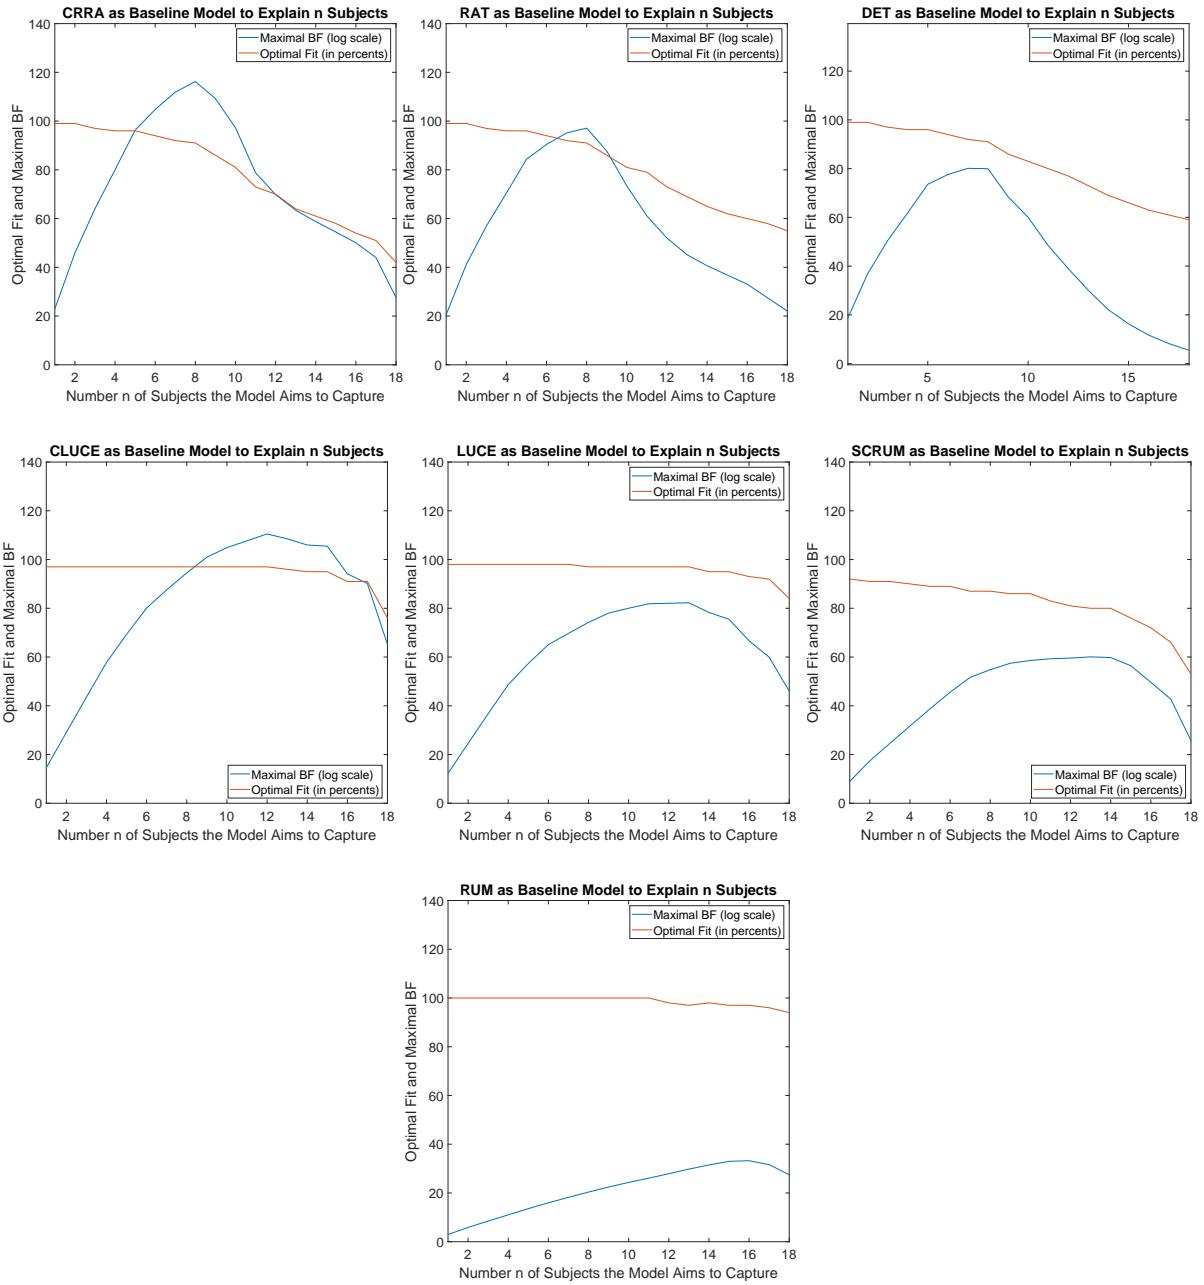 CRRA as Baseline Model to Explain n Subjects
140
120
100
80
60
40
20
0
Optimal Fit and Maximal BF
Maximal BF (log scale)
Optimal Fit (in percents)
2 4 6 8 10 12 14 16 18
Number n of Subjects the Model Aims to Capture
RAT as Baseline Model to Explain n Subjects
140
120
100
80
60
40
20
0
Optimal Fit and Maximal BF
Maximal BF (log scale)
Optimal Fit (in percents)
2 4 6 8 10 12 14 16 18
Number n of Subjects the Model Aims to Capture
DET as Baseline Model to Explain n Subjects
120
100
80
60
40
20
0
Optimal Fit and Maximal BF
Maximal BF (log scale)
Optimal Fit (in percents)
5 10 15
Number n of Subjects the Model Aims to Capture
CLUCE as Baseline Model to Explain n Subjects
140
120
100
80
60
40
20
0
Optimal Fit and Maximal BF
Maximal BF (log scale)
Optimal Fit (in percents)
2 4 6 8 10 12 14 16 18
Number n of Subjects the Model Aims to Capture
LUCE as Baseline Model to Explain n Subjects
140
120
100
80
60
40
20
0
Optimal Fit and Maximal BF
Maximal BF (log scale)
Optimal Fit (in percents)
2 4 6 8 10 12 14 16 18
Number n of Subjects the Model Aims to Capture
SCRUM as Baseline Model to Explain n Subjects
140
120
100
80
60
40
20
0
Optimal Fit and Maximal BF
Maximal BF (log scale)
Optimal Fit (in percents)
2 4 6 8 10 12 14 16 18
Number n of Subjects the Model Aims to Capture
RUM as Baseline Model to Explain n Subjects
140
120
100
80
60
40
20
0
Optimal Fit and Maximal BF
Maximal BF (log scale)
Optimal Fit (in percents)
2 4 6 8 10 12 14 16 18
Number n of Subjects the Model Aims to Capture